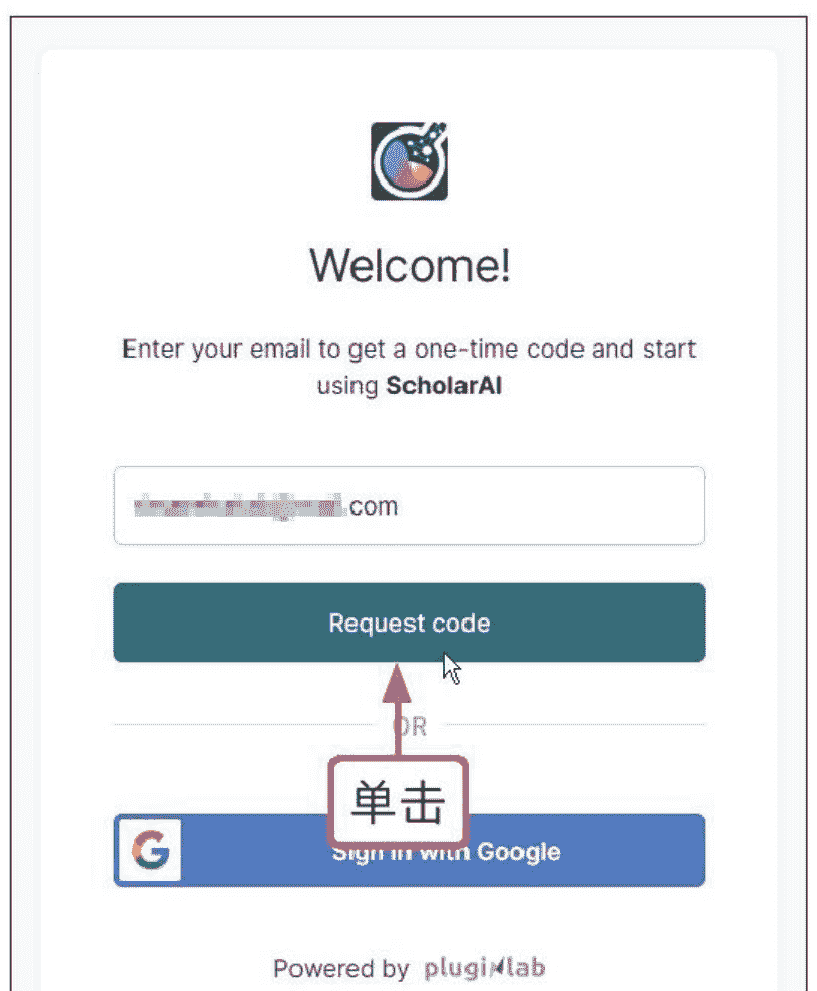 Welcome!
Enter your email to get a one-time code and start
using ScholarAI
.com
Request code
OR
单击
Sign in with Google
Powered by pluginlab